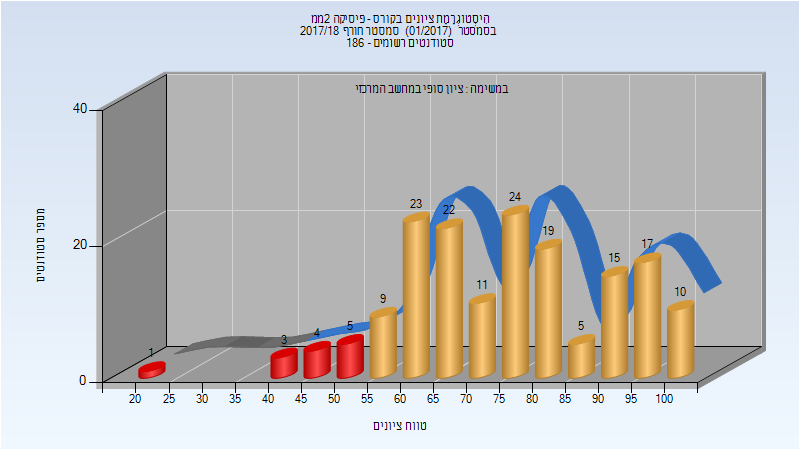 היסטוגרמת ציונים בקורס - פיסיקה 2ממ
בסמסטר (01/2017) סמסטר חורף 2017/18
סטודנטים רשומים - 186
במשימה : ציון סופי במחשב המרכזי
מספר סטודנטים
40
20
0
1
3
4
5
9
23
22
11
24
19
5
15
17
10
20 25 30 35 40 45 50 55 60 65 70 75 80 85 90 95 100
טווח ציונים